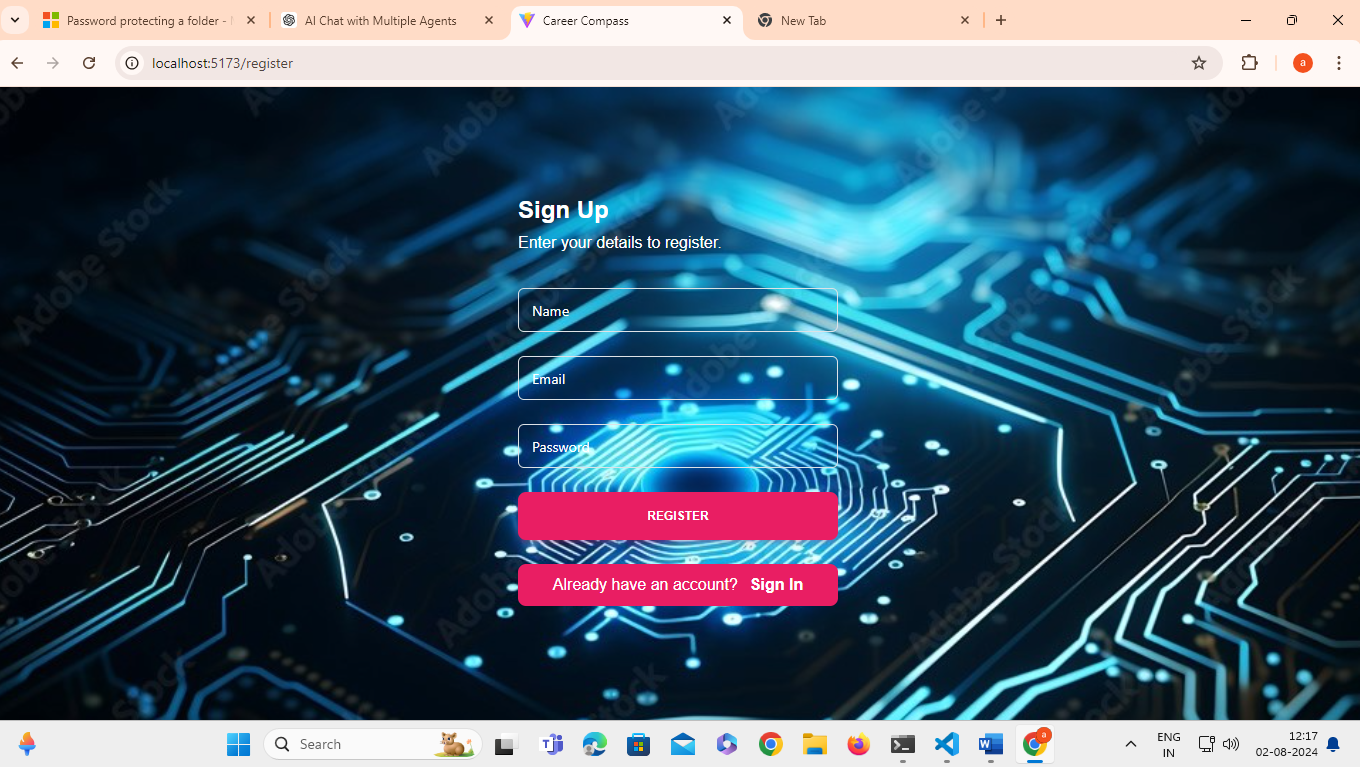 Password protecting a folder -
AI Chat with Multiple Agents
Career Compass
New Tab
localhost:5173/register
a
Adobe Stock
Sign Up
Enter your details to register.
Name
Email
Password
REGISTER
Already have an account? Sign In
Search
a
ENG
IN
12:17
02-08-2024